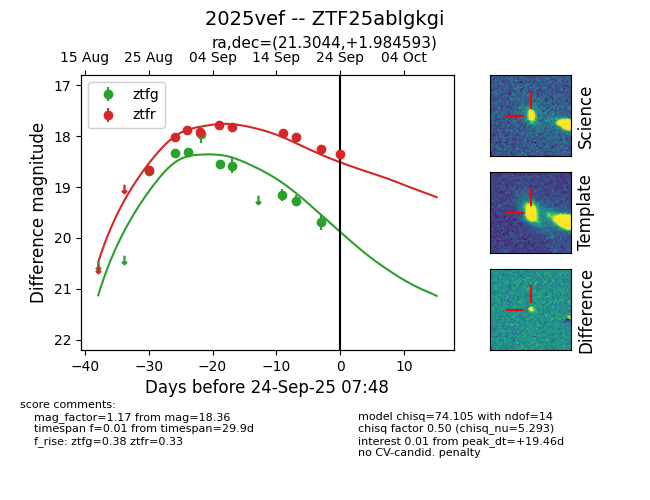 2025vef -- ZTF25ablgkgi
ra,dec=(21.3044,+1.984593)
15 Aug 25 Aug 04 Sep 14 Sep 24 Sep 04 Oct
ztfg
ztfr
17
18
19
20
21
22
Difference magnitude
−40 −30 −20 −10 0 10
Days before 24-Sep-25 07:48
Science
Template
Difference
score comments:
mag_factor=1.17 from mag=18.36
timespan f=0.01 from timespan=29.9d
f_rise: ztfg=0.38 ztfr=0.33
model chisq=74.105 with ndof=14
chisq factor 0.50 (chisq_nu=5.293)
interest 0.01 from peak_dt=+19.46d
no CV-candid. penalty